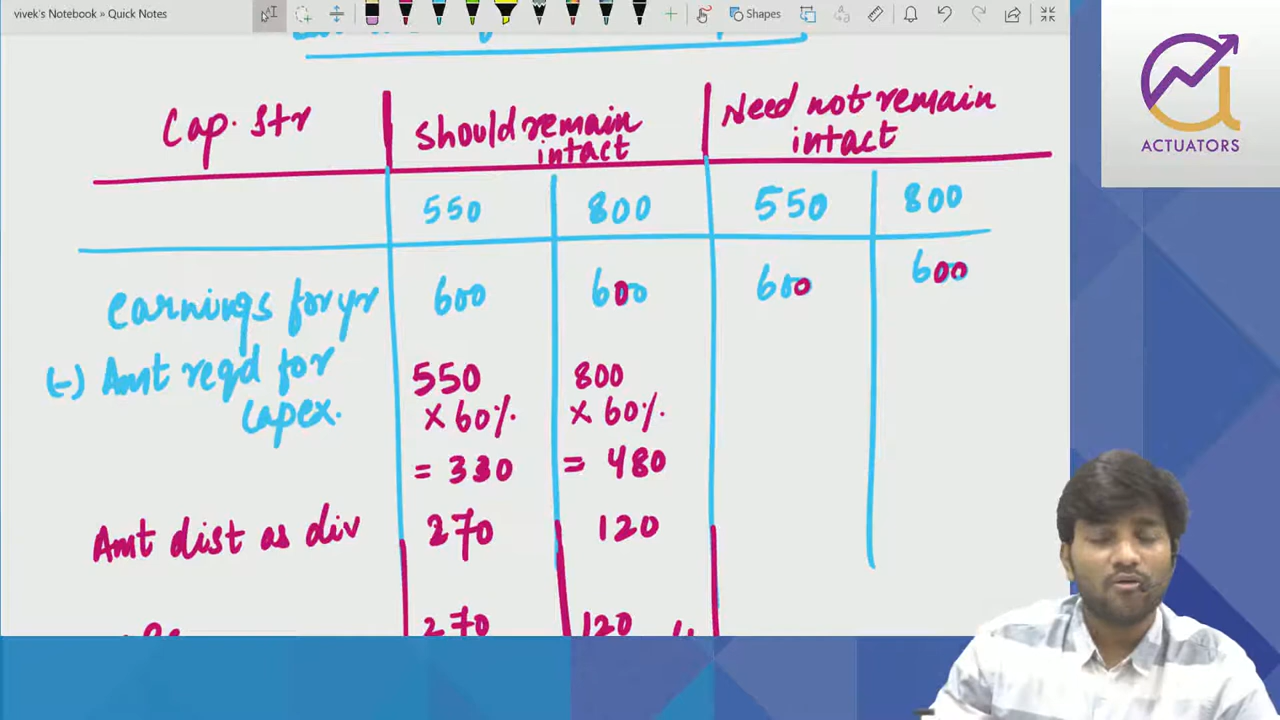 vivek's Notebook » Quick Notes
Shapes
ACTUATORS
Cap. Str
Should remain
intact
Need not remain
intact
550 800 550 800
earnings for yr 600 600 600 600
(-) Amt reqd for
Capex.
550 800
x 60% x 60%
= 330 = 480
Amt dist as div 270 120
270 120